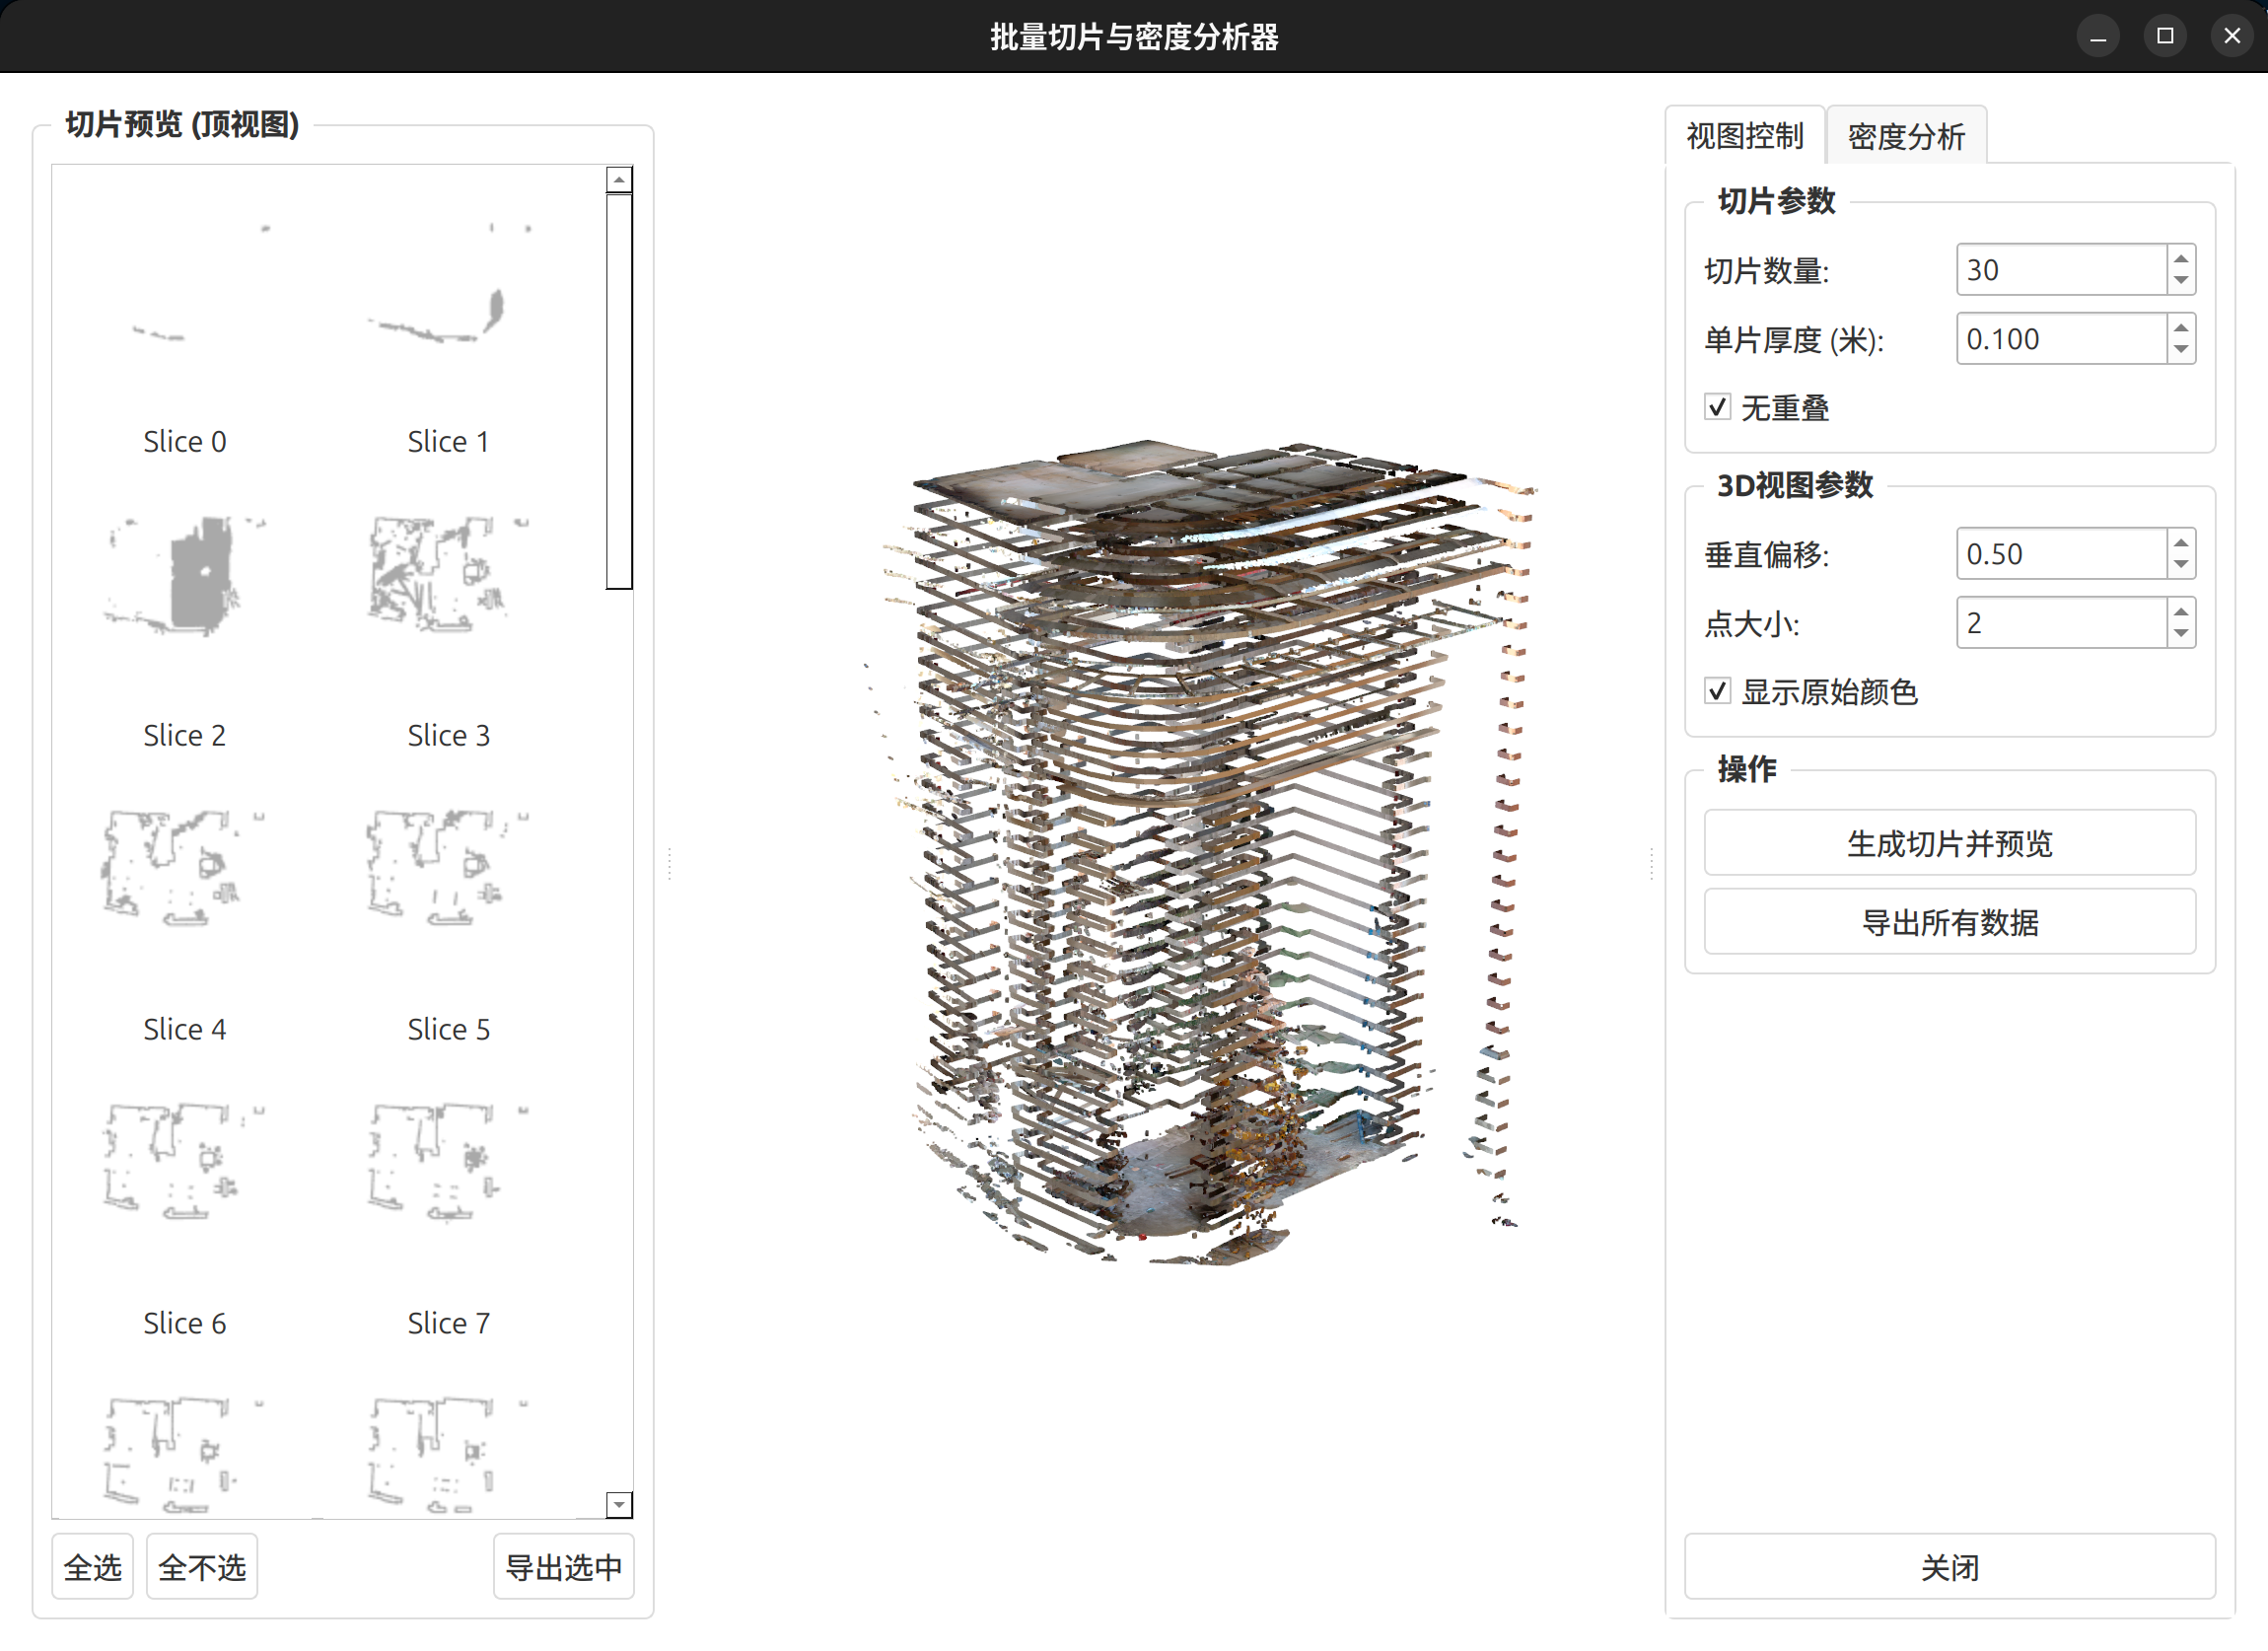 批量切片与密度分析器
切片预览 (顶视图)
Slice 0
Slice 1
Slice 2
Slice 3
Slice 4
Slice 5
Slice 6
Slice 7
全选
全不选
导出选中
视图控制
密度分析
切片参数
切片数量:
30
单片厚度 (米):
0.100
无重叠
3D视图参数
垂直偏移:
0.50
点大小:
2
显示原始颜色
操作
生成切片并预览
导出所有数据
关闭